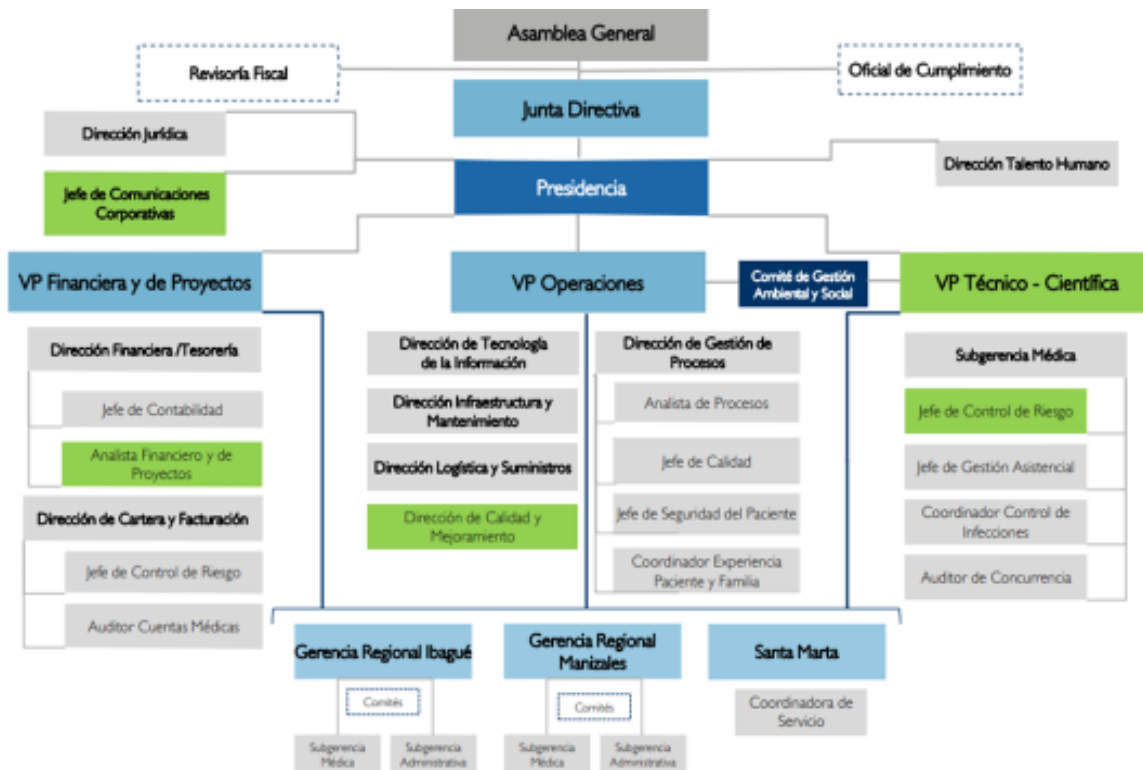 Asamblea General
Revisoría Fiscal
Oficial de Cumplimiento
Junta Directiva
Dirección Jurídica
Dirección Talento Humano
Presidencia
Jefe de Comunicaciones
Corporativas
VP Financiera y de Proyectos
VP Operaciones
Comité de Gestión
Ambiental y Social
VP Técnico - Científica
Dirección Financiera /Tesorería
Jefe de Contabilidad
Analista Financiero y de
Proyectos
Dirección de Cartera y Facturación
Jefe de Control de Riesgo
Auditor Cuentas Médicas
Dirección de Tecnología
de la Información
Dirección Infraestructura y
Mantenimiento
Dirección Logística y Suministros
Dirección de Calidad y
Mejoramiento
Dirección de Gestión de
Procesos
Analista de Procesos
Jefe de Calidad
Jefe de Seguridad del Paciente
Coordinador Experiencia
Paciente y Familia
Subgerencia Médica
Jefe de Control de Riesgo
Jefe de Gestión Asistencial
Coordinador Control de
Infecciones
Auditor de Concurrencia
Gerencia Regional Ibagué
Comités
Subgerencia
Médica
Subgerencia
Administrativa
Gerencia Regional
Manizales
Comités
Subgerencia
Médica
Subgerencia
Administrativa
Santa Marta
Coordinadora de
Servicio